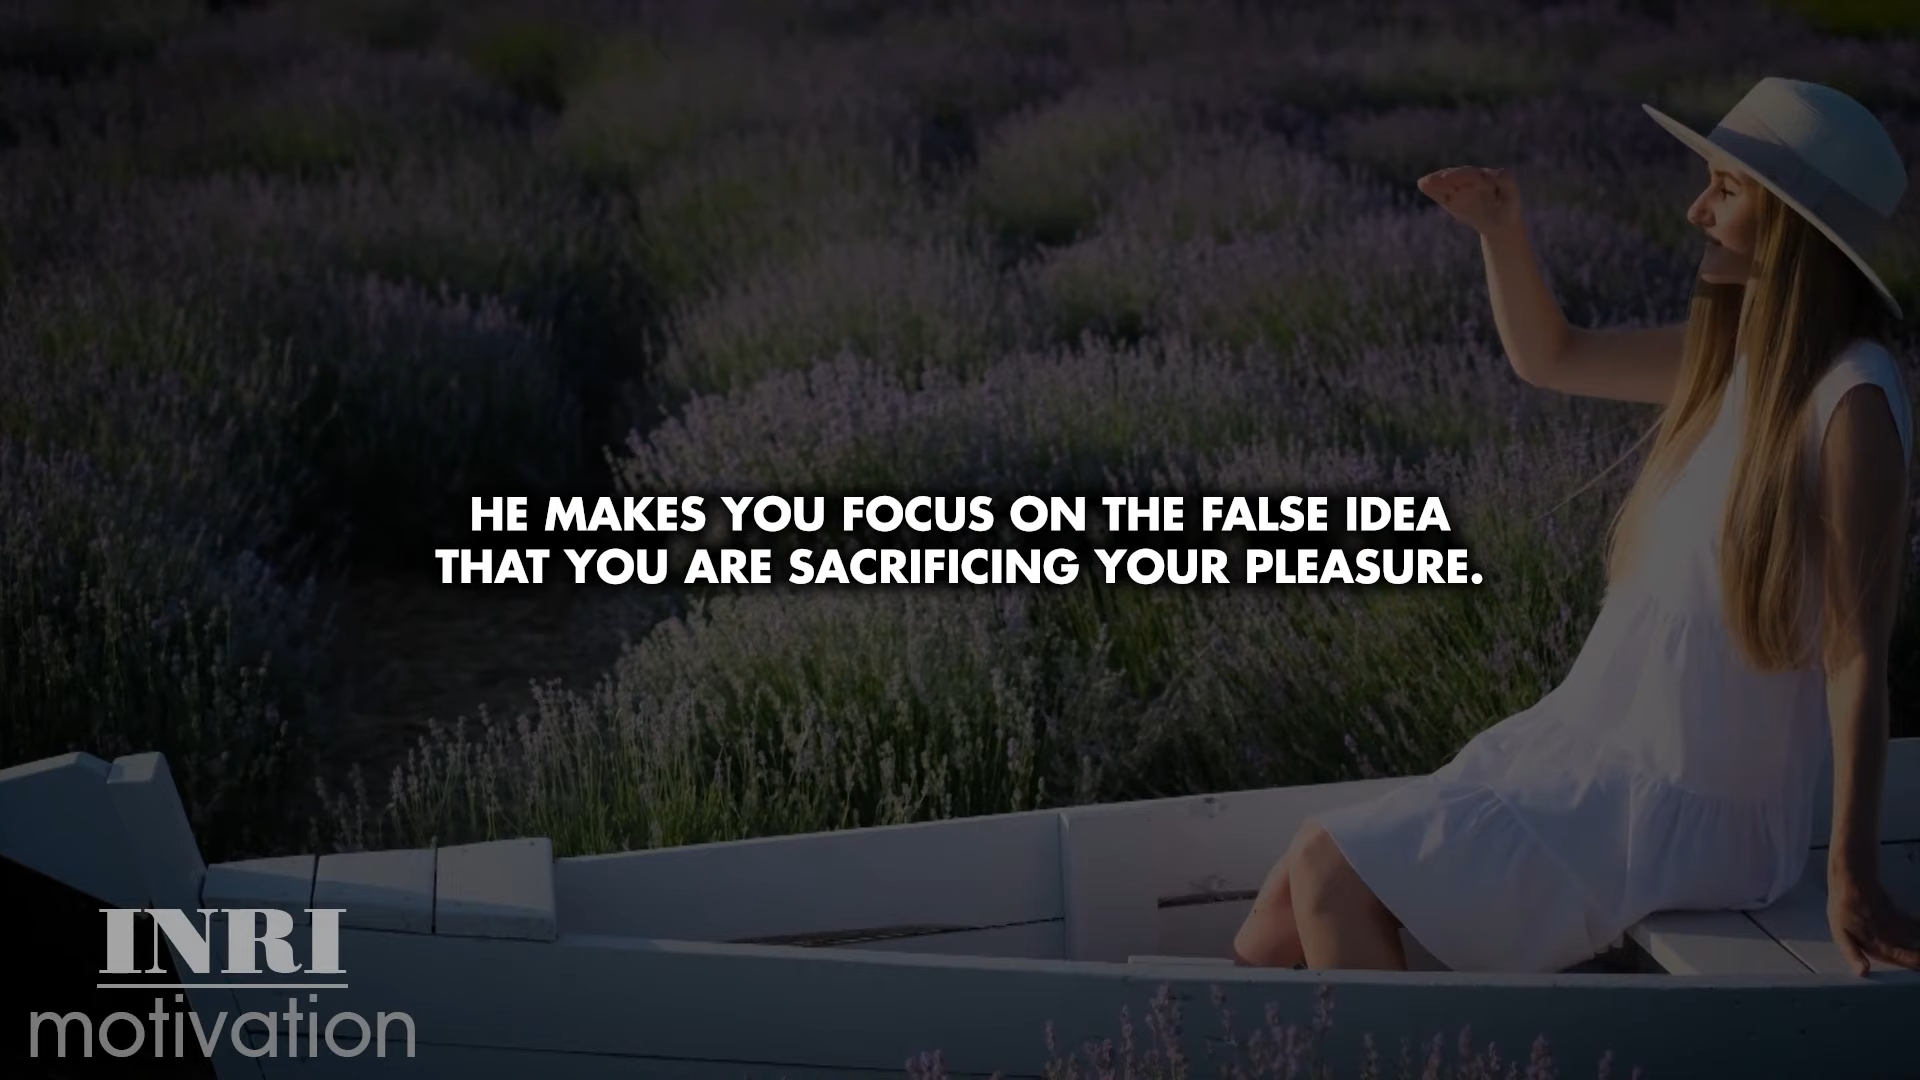 HE MAKES YOU FOCUS ON THE FALSE IDEA
THAT YOU ARE SACRIFICING YOUR PLEASURE.
INRI
motivation